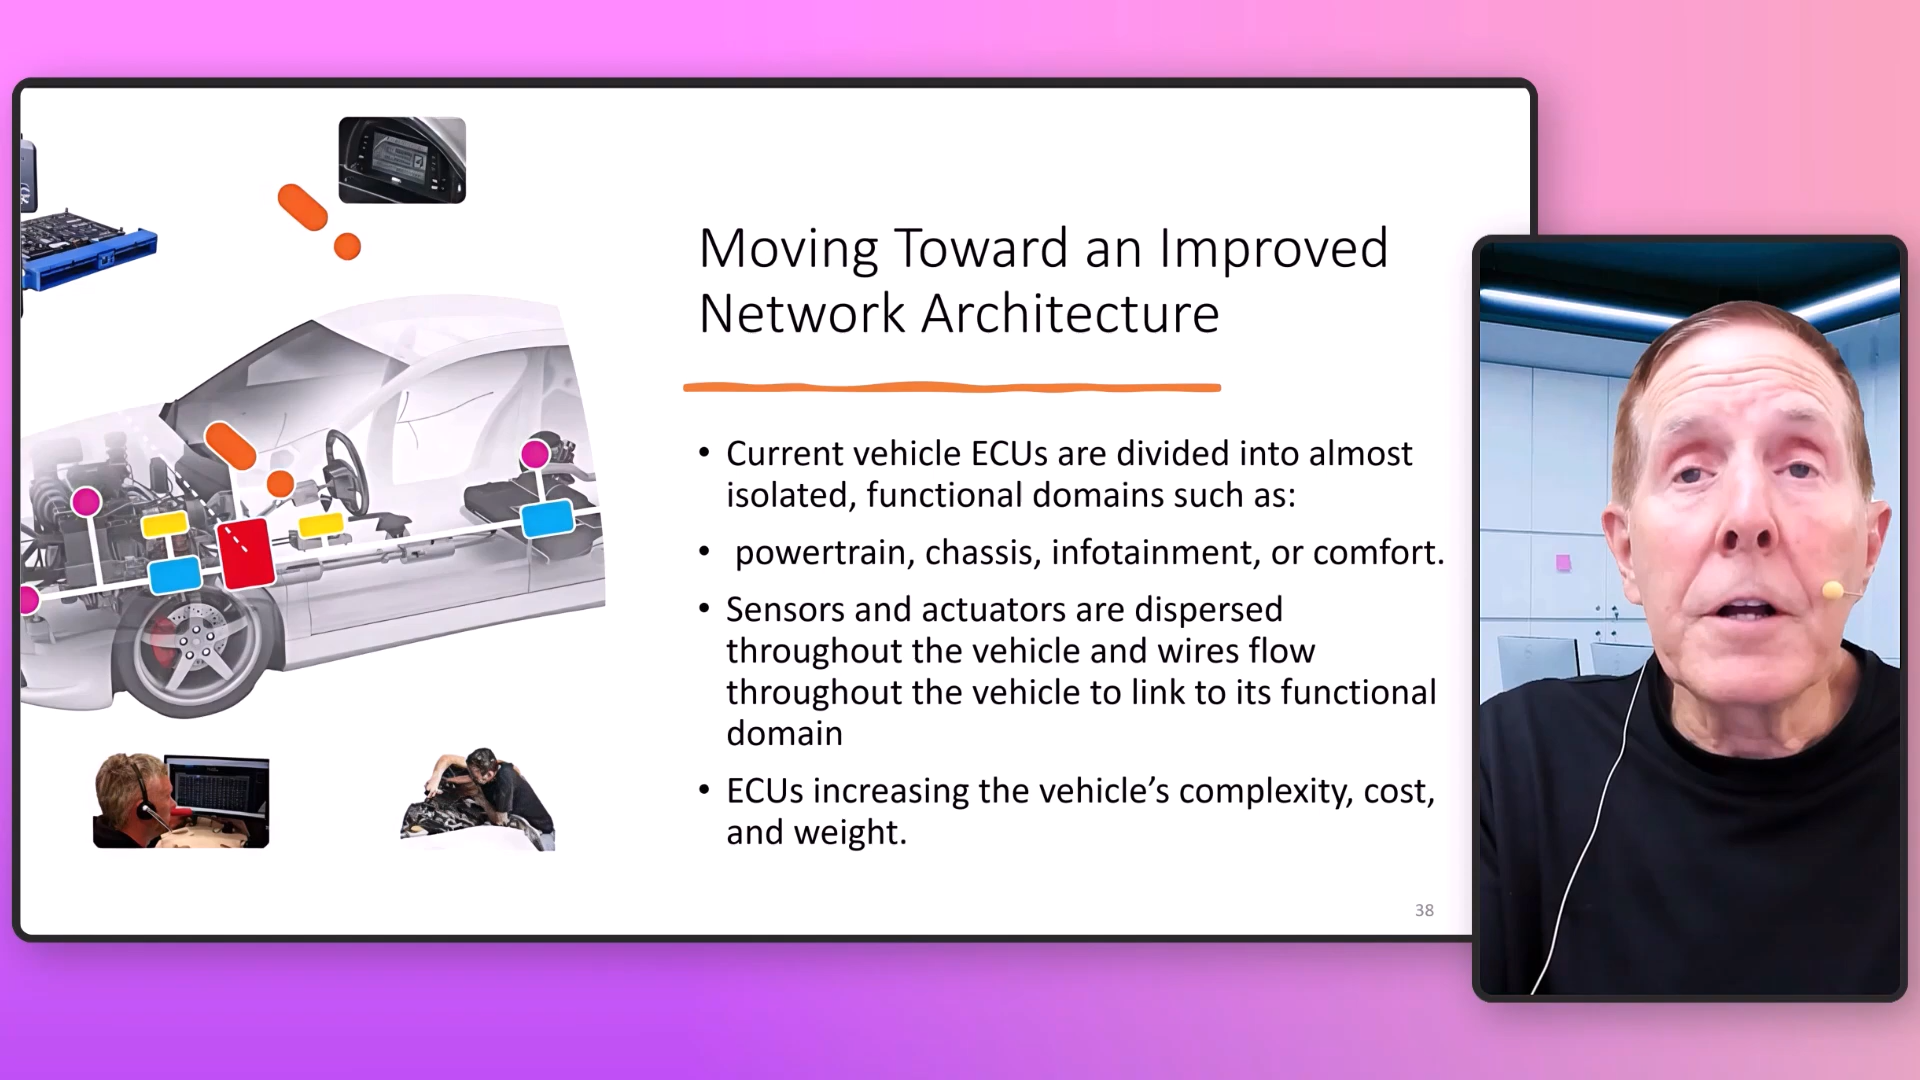 Moving Toward an Improved
Network Architecture
• Current vehicle ECUs are divided into almost
isolated, functional domains such as:
• powertrain, chassis, infotainment, or comfort.
• Sensors and actuators are dispersed
throughout the vehicle and wires flow
throughout the vehicle to link to its functional
domain
• ECUs increasing the vehicle’s complexity, cost,
and weight.
38